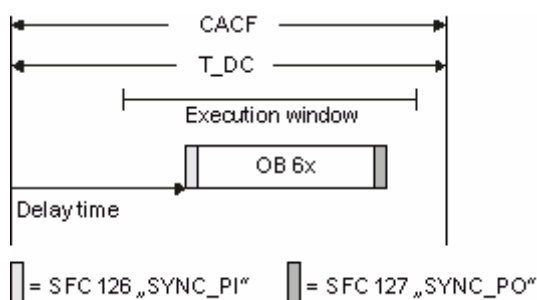 CACF
T_DC
Execution window
OB 6x
Delay time
= SFC 126 „SYNC_PI“ = SFC 127 „SYNC_PO“